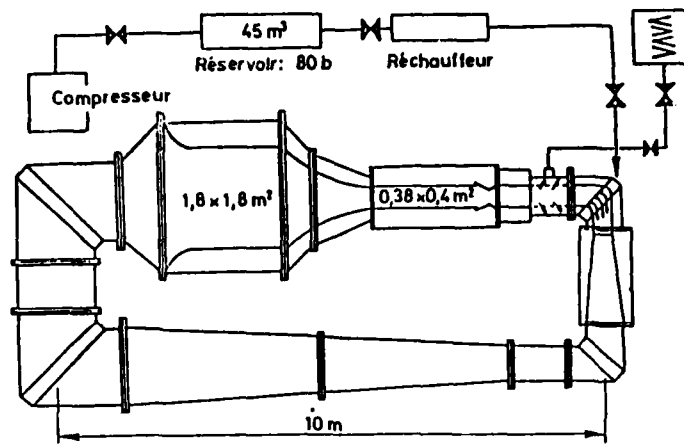 45 m³
Réservoir: 80 b
Réchauffeur
Compresseur
1,8 x 1,8 m²
0,38 x 0,4 m²
10 m